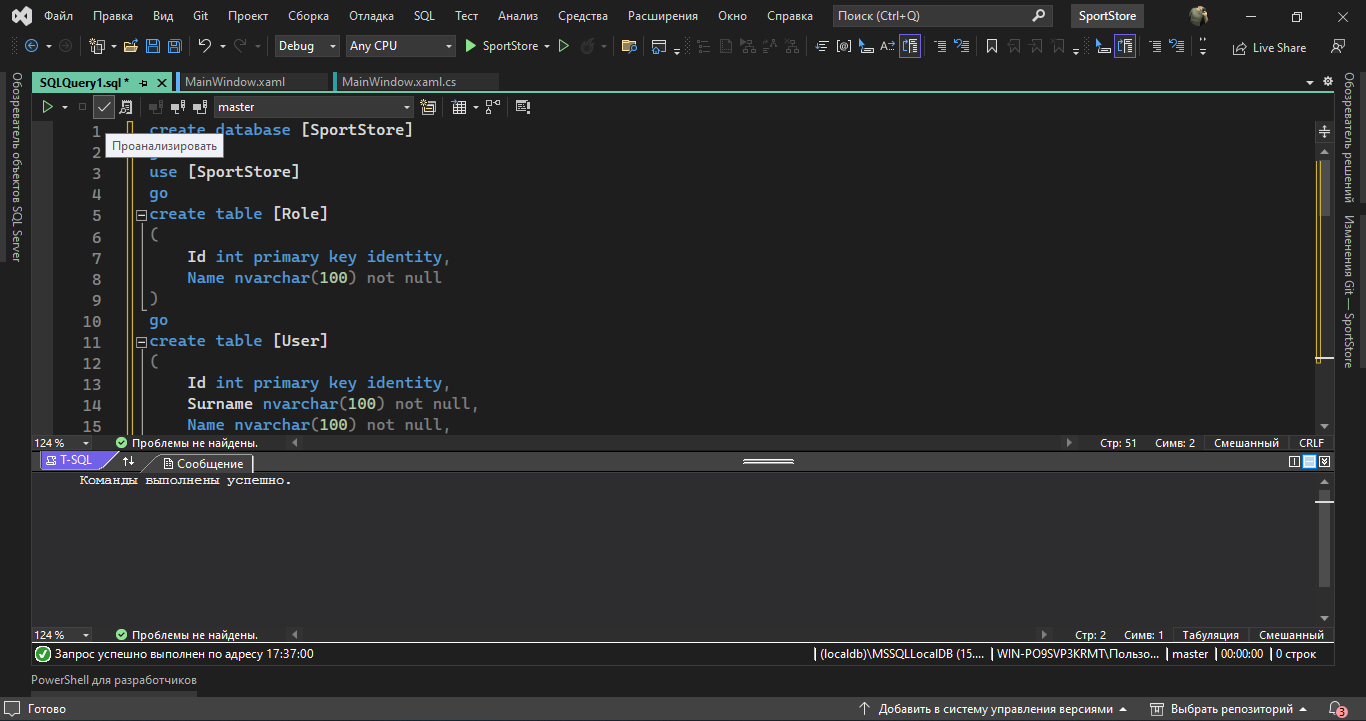 Файл Правка Вид Git Проект Сборка Отладка SQL Тест Анализ Средства Расширения Окно Справка Поиск (Ctrl+Q) SportStore
Debug Any CPU SportStore Live Share
SQLQuery1.sql * MainWindow.xaml MainWindow.xaml.cs
master
Обозреватель объектов SQL Server
1 create database [SportStore]
2
Проанализировать
3 use [SportStore]
4 go
5 create table [Role]
6 (
7 Id int primary key identity,
8 Name nvarchar(100) not null
9 )
10 go
11 create table [User]
12 (
13 Id int primary key identity,
14 Surname nvarchar(100) not null,
15 Name nvarchar(100) not null,
Обозреватель решений
Изменения Git — SportStore
124 % Проблемы не найдены. Стр: 51 Симв: 2 Смешанный CRLF
T-SQL Сообщение
Команды выполнены успешно.
124 % Проблемы не найдены. Стр: 2 Симв: 1 Табуляция Смешанный
Запрос успешно выполнен по адресу 17:37:00 (localdb)\MSSQLLocalDB (15.... WIN-PO9SVP3KRMT\Пользо... master 00:00:00 0 строк
PowerShell для разработчиков
Готово Добавить в систему управления версиями Выбрать репозиторий 3